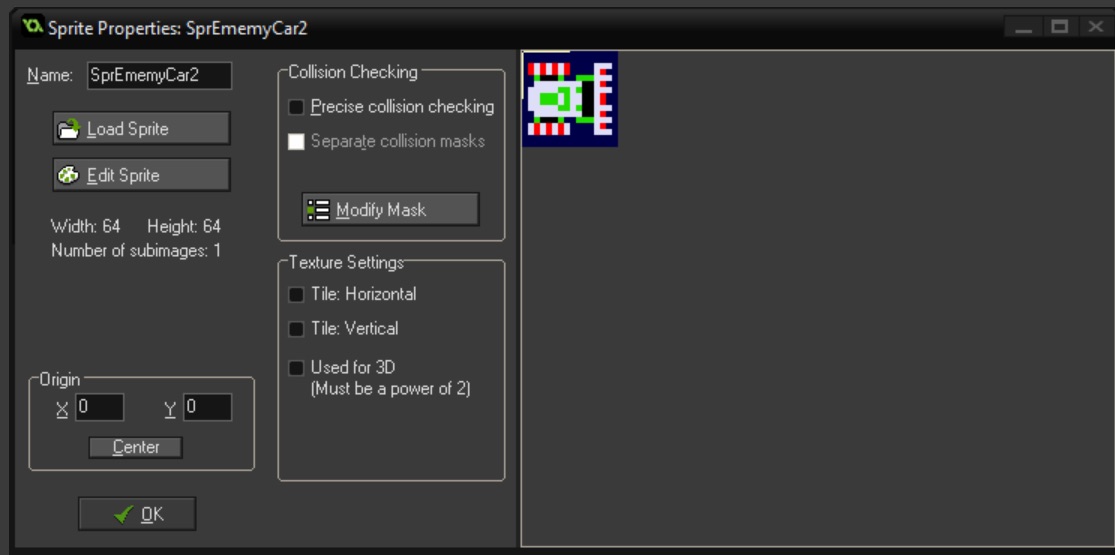 Sprite Properties: SprEmemyCar2
Name: SprEmemyCar2
Load Sprite
Edit Sprite
Width: 64 Height: 64
Number of subimages: 1
Origin
X 0 Y 0
Center
OK
Collision Checking
Precise collision checking
Separate collision masks
Modify Mask
Texture Settings
Tile: Horizontal
Tile: Vertical
Used for 3D
(Must be a power of 2)